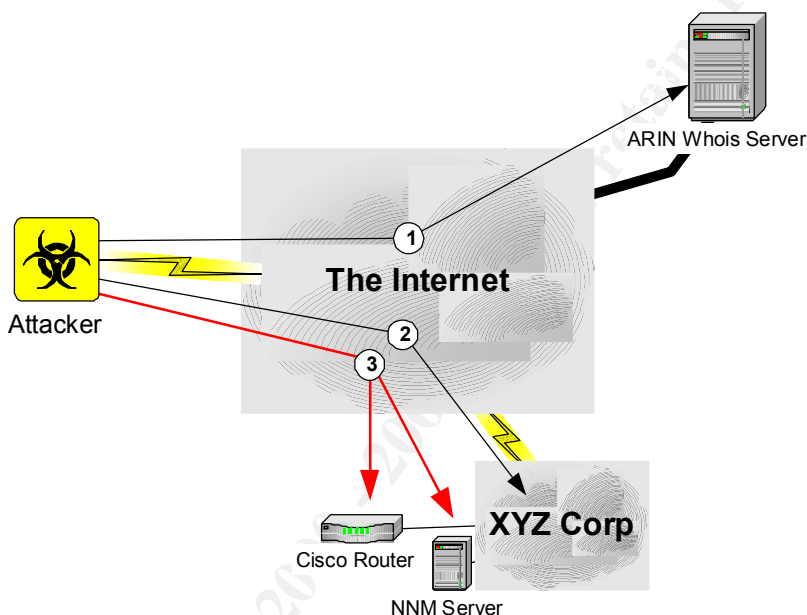 ARIN Whois Server
1
The Internet
Attacker
2
3
XYZ Corp
Cisco Router
NNM Server